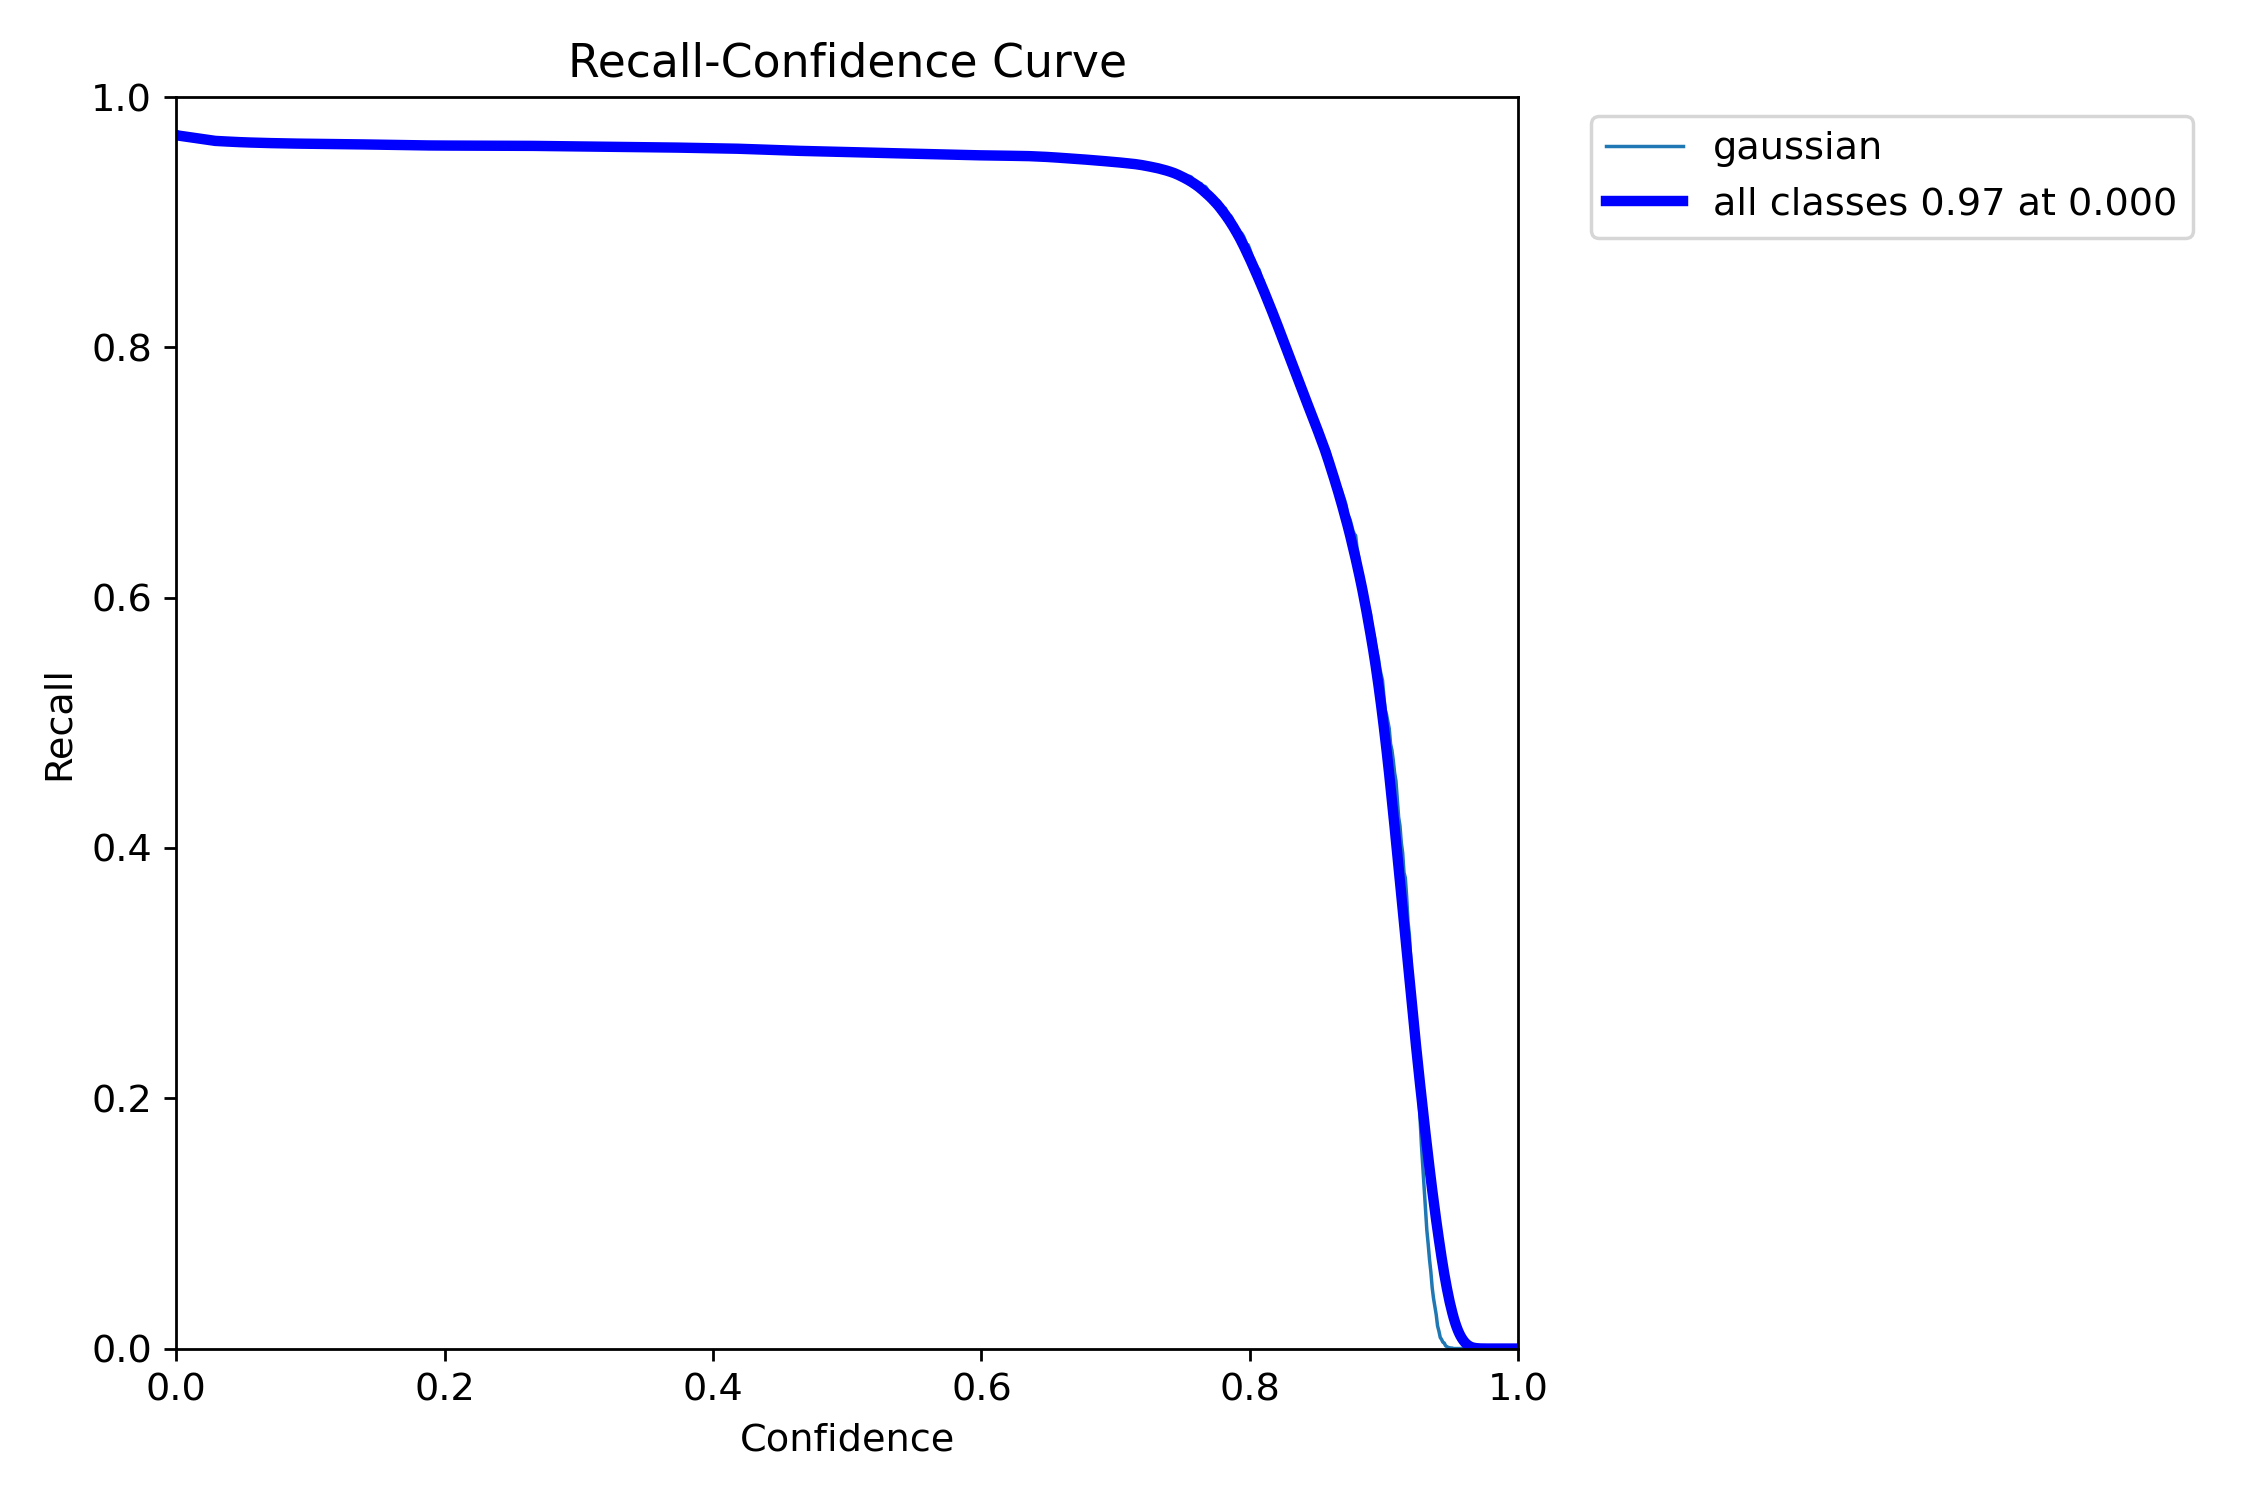 Recall-Confidence Curve
1.0
0.8
0.6
0.4
0.2
0.0
Recall
0.0 0.2 0.4 0.6 0.8 1.0
Confidence
gaussian
all classes 0.97 at 0.000